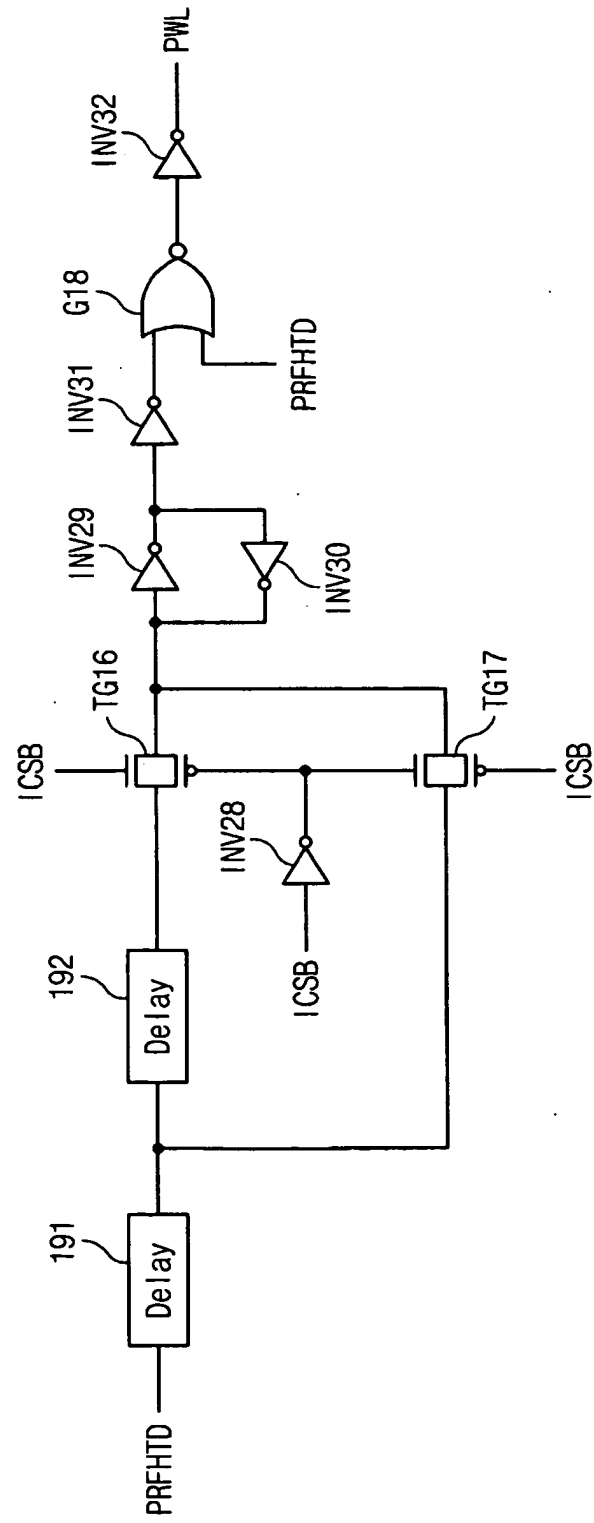 PRFHTD
191
Delay
192
Delay
ICSB
INV28
ICSB
TG16
TG17
ICSB
INV29
INV30
INV31
G18
PRFHTD
INV32
PWL